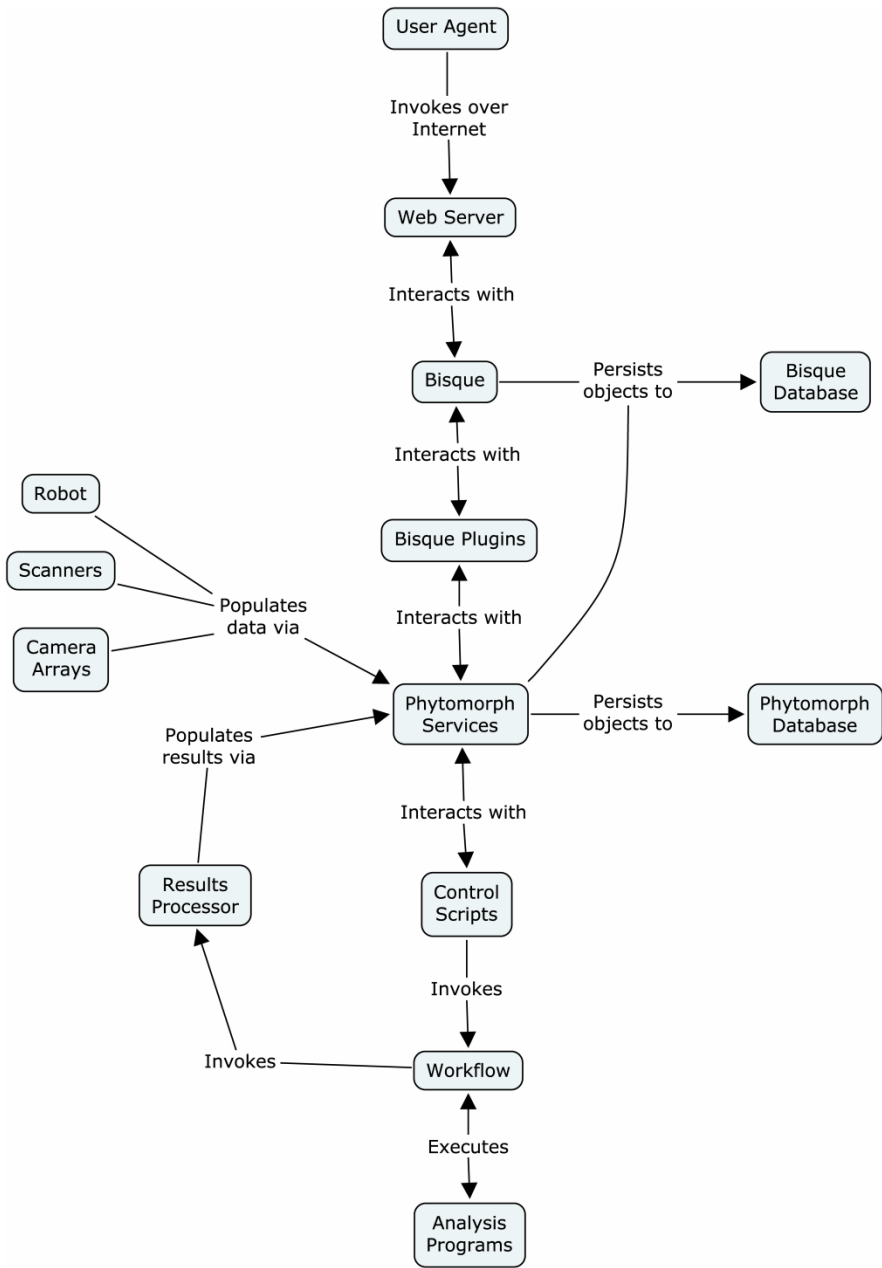 User Agent
Invokes over
Internet
Web Server
Interacts with
Bisque
Persists
objects to
Bisque
Database
Interacts with
Robot
Bisque Plugins
Scanners
Populates
data via
Interacts with
Camera
Arrays
Phytomorph
Services
Persists
objects to
Phytomorph
Database
Populates
results via
Interacts with
Results
Processor
Control
Scripts
Invokes
Invokes
Workflow
Executes
Analysis
Programs